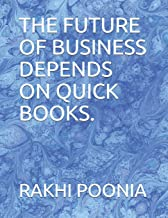 THE FUTURE
OF BUSINESS
DEPENDS
ON QUICK
BOOKS.
RAKHI POONIA